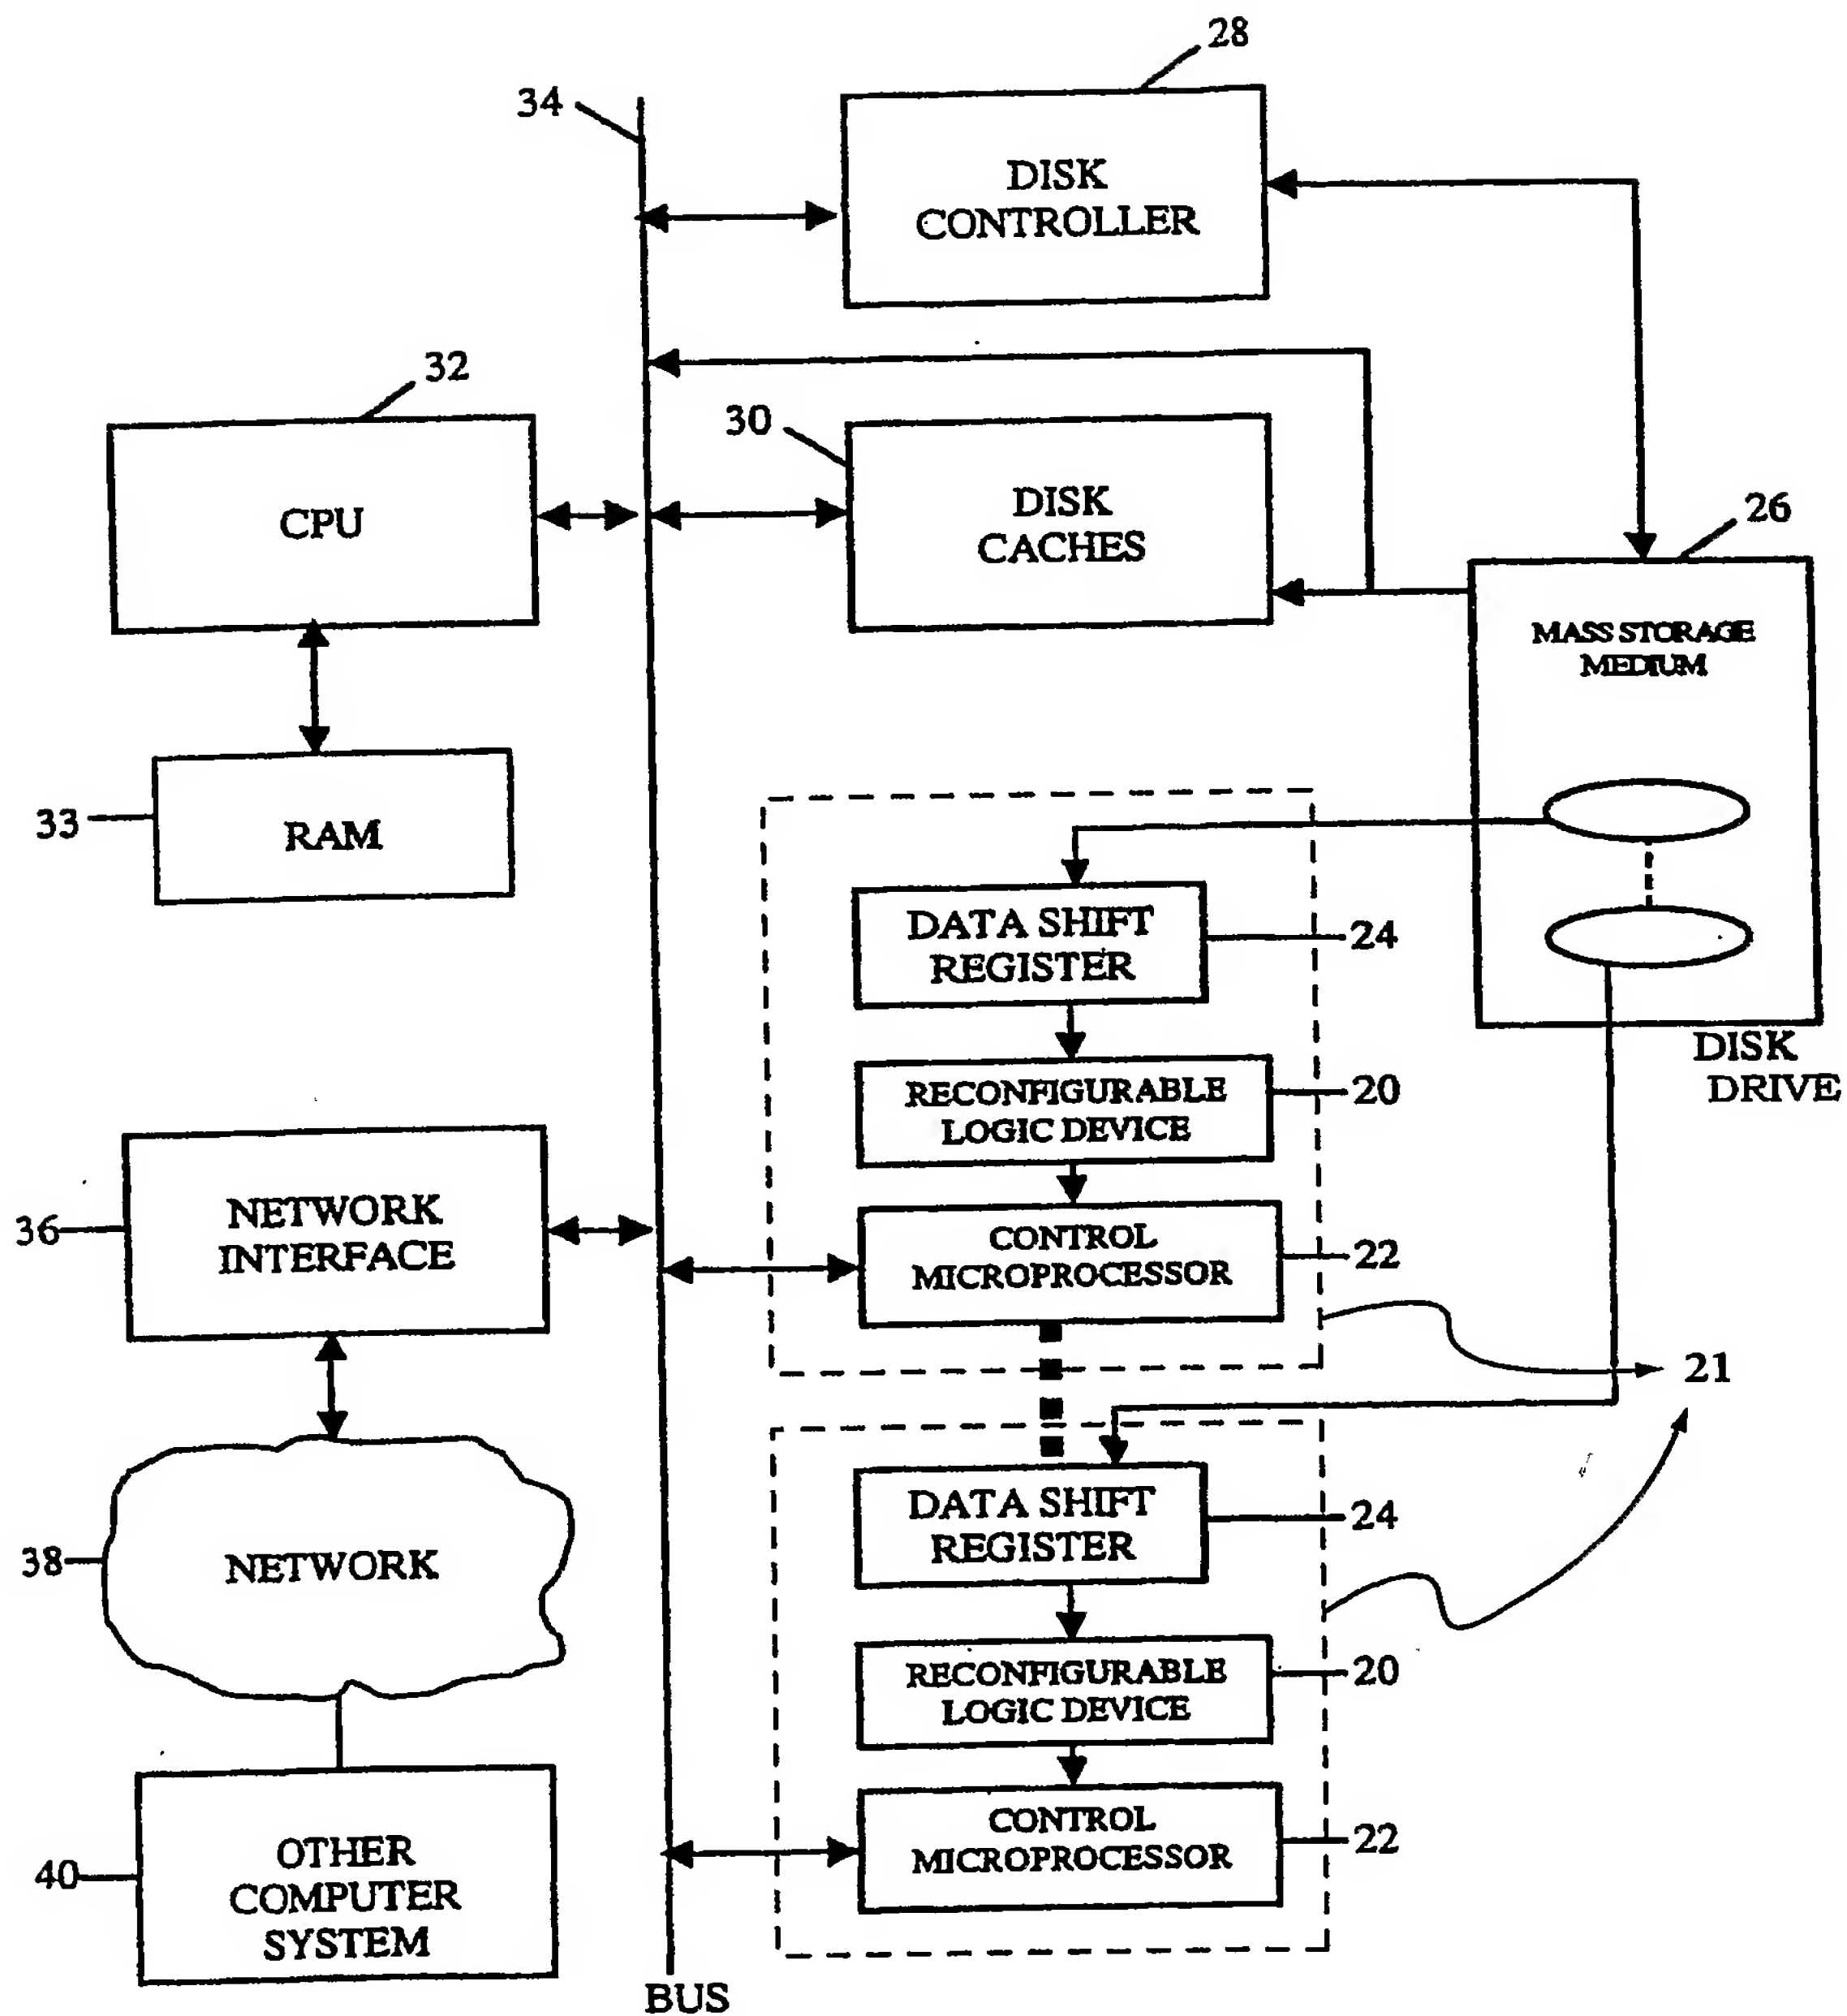 28
34
DISK
CONTROLLER
32
30
CPU
DISK
CACHES
26
MASS STORAGE
MEDIUM
33
RAM
DATA SHIFT
REGISTER
24
DISK
DRIVE
RECONFIGURABLE
LOGIC DEVICE
20
36
NETWORK
INTERFACE
CONTROL
MICROPROCESSOR
22
21
38
NETWORK
DATA SHIFT
REGISTER
24
RECONFIGURABLE
LOGIC DEVICE
20
40
OTHER
COMPUTER
SYSTEM
CONTROL
MICROPROCESSOR
22
BUS